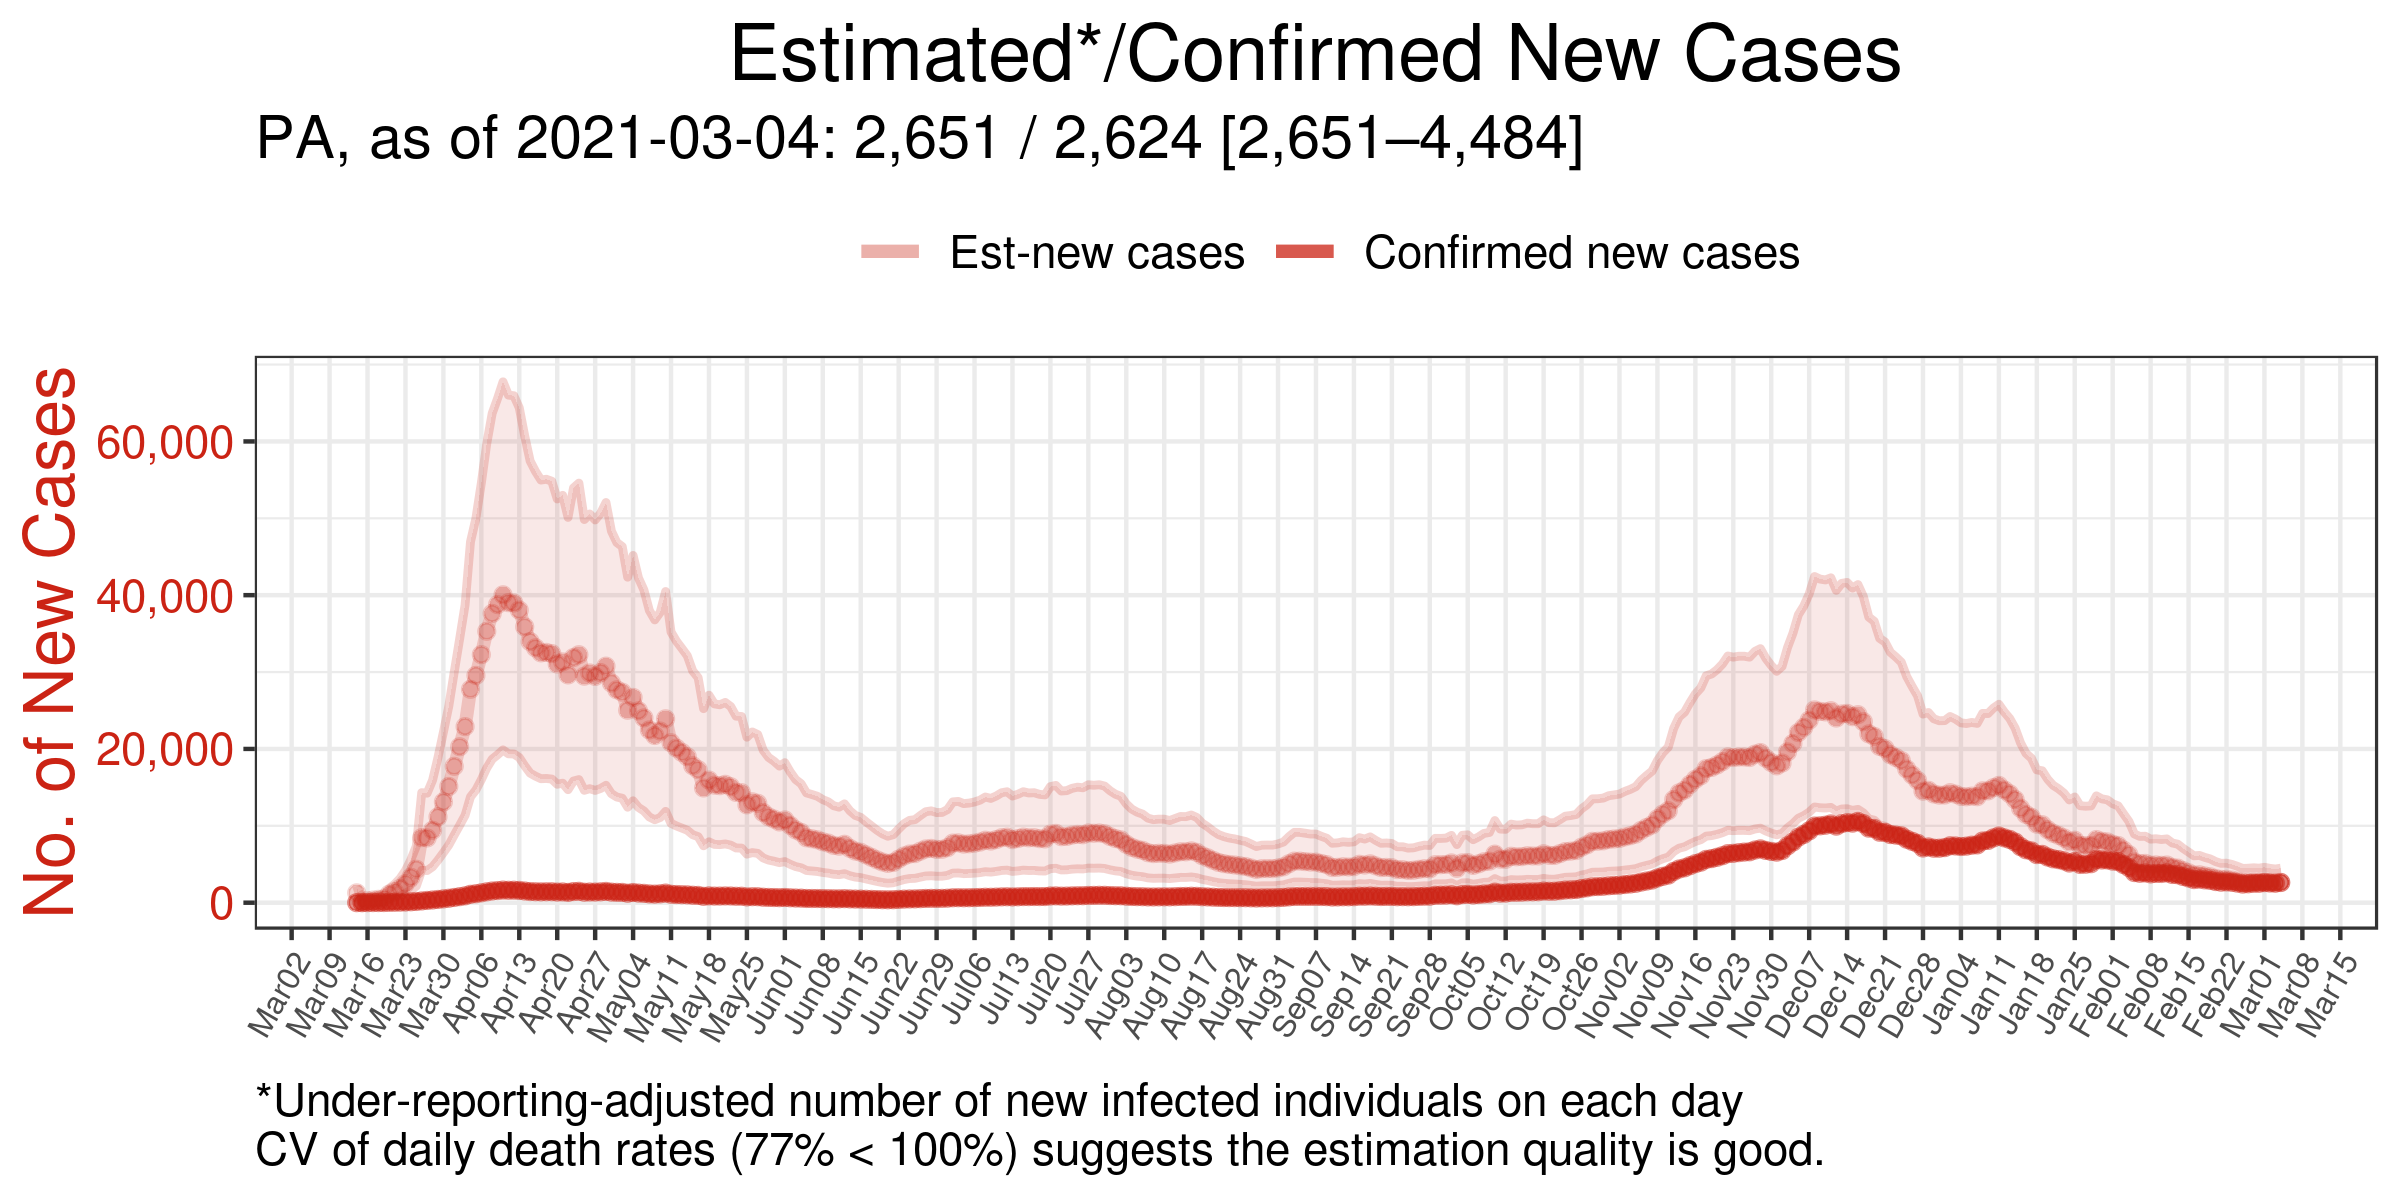 Estimated*/Confirmed New Cases
PA, as of 2021-03-04: 2,651 / 2,624 [2,651–4,484]
Est-new cases Confirmed new cases
No. of New Cases
60,000
40,000
20,000
0
Mar02 Mar09 Mar16 Mar23 Mar30 Apr06 Apr13 Apr20 Apr27 May04 May11 May18 May25 Jun01 Jun08 Jun15 Jun22 Jun29 Jul06 Jul13 Jul20 Jul27 Aug03 Aug10 Aug17 Aug24 Aug31 Sep07 Sep14 Sep21 Sep28 Oct05 Oct12 Oct19 Oct26 Nov02 Nov09 Nov16 Nov23 Nov30 Dec07 Dec14 Dec21 Dec28 Jan04 Jan11 Jan18 Jan25 Feb01 Feb08 Feb15 Feb22 Mar01 Mar08 Mar15
*Under-reporting-adjusted number of new infected individuals on each day
CV of daily death rates (77% < 100%) suggests the estimation quality is good.